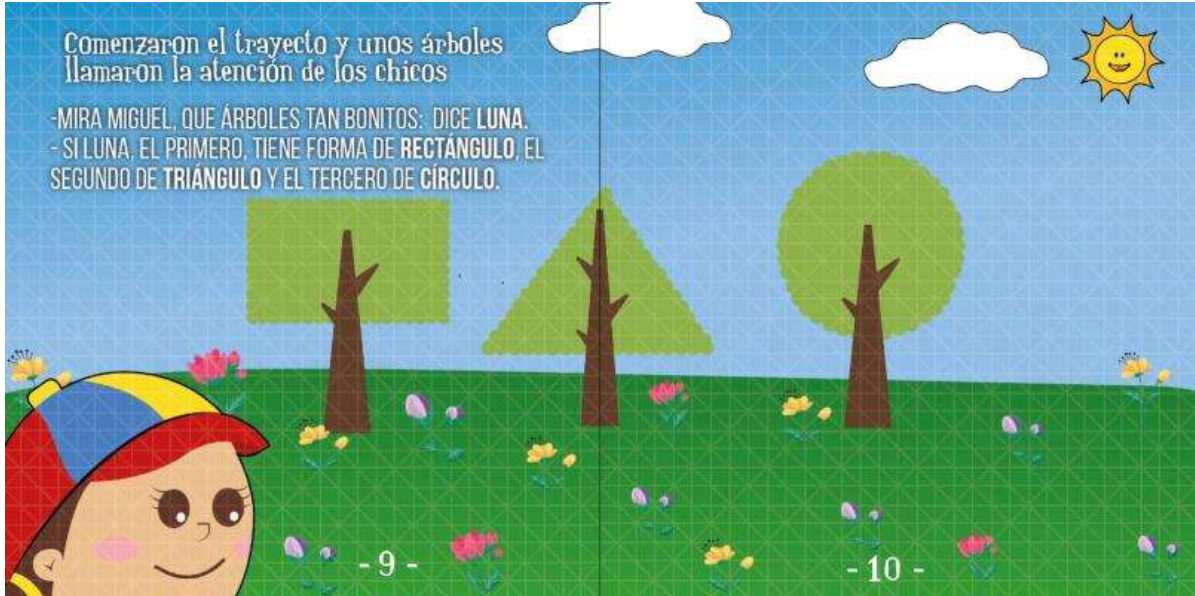 Comenzaron el trayecto y unos árboles
llamaron la atención de los chicos
-MIRA MIGUEL, QUE ÁRBOLES TAN BONITOS: DICE LUNA.
- SI LUNA, EL PRIMERO, TIENE FORMA DE RECTÁNGULO, EL
SEGUNDO DE TRIÁNGULO Y EL TERCERO DE CÍRCULO.
- 9 -
- 10 -